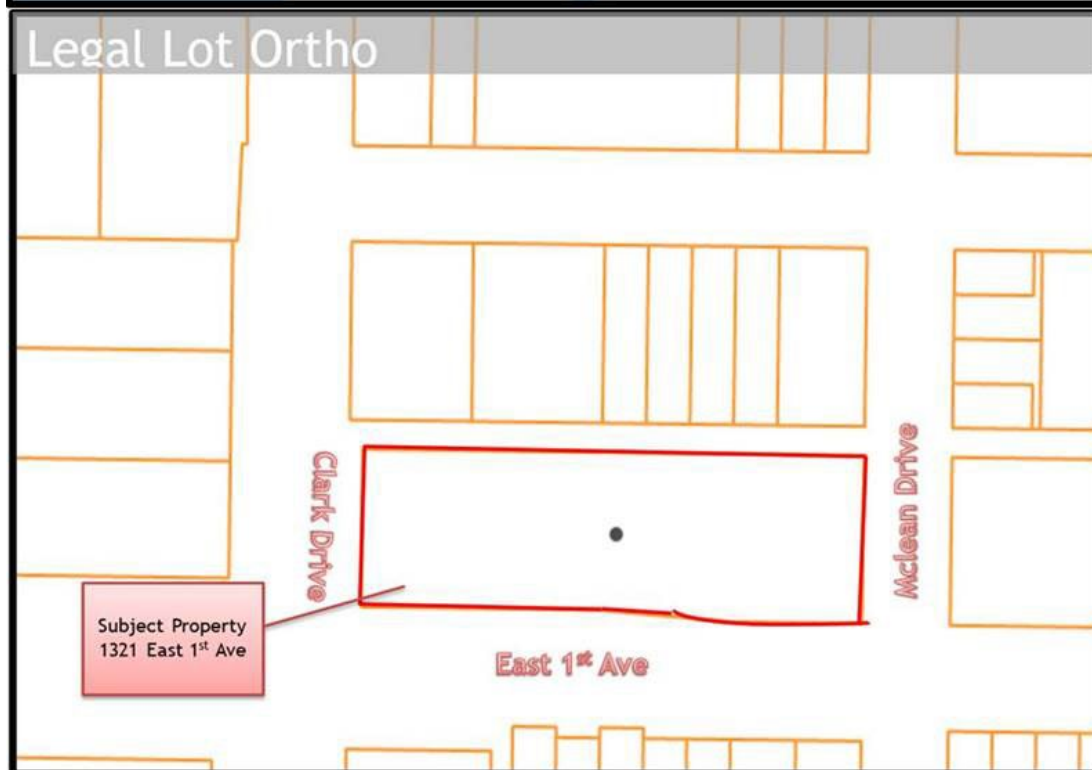 Legal Lot Ortho
Clark Drive
Mclean Drive
Subject Property
1321 East 1st Ave
East 1st Ave